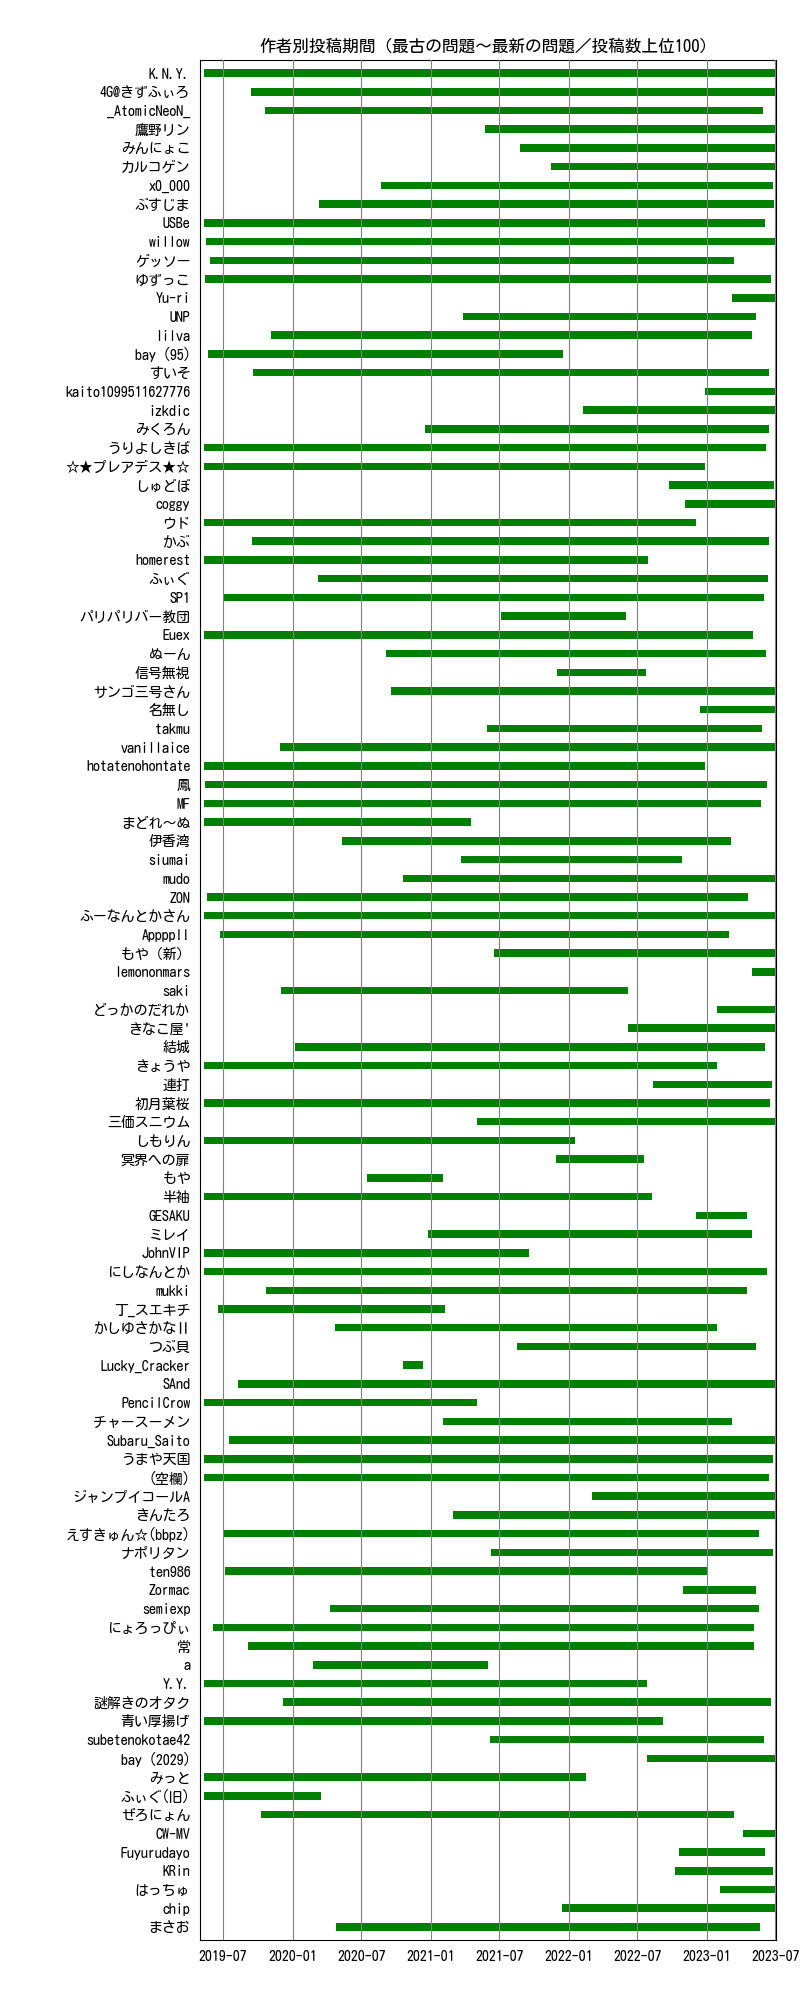 作者別投稿期間（最古の問題～最新の問題／投稿数上位100）
K.N.Y.
4G@きずふぃろ
_AtomicNeoN_
鷹野リン
みんにょこ
カルコゲン
x0_000
ぶすじま
USBe
willow
ゲッソー
ゆずっこ
Yu-ri
UNP
lilva
bay (95)
すいそ
kaito1099511627776
izkdic
みくろん
うりよしきば
☆★プレアデス★☆
しゅどぼ
coggy
ウド
かぶ
homerest
ふぃぐ
SP1
パリパリバー教団
Euex
ぬーん
信号無視
サンゴ三号さん
名無し
takmu
vanillaice
hotatenohontate
鳳
MF
まどれ～ぬ
伊香湾
siumai
mudo
ZON
ふーなんとかさん
Appppll
もや（新）
lemononmars
saki
どっかのだれか
きなこ屋'
結城
きょうや
連打
初月葉桜
三価スニウム
しもりん
冥界への扉
もや
半袖
GESAKU
ミレイ
JohnVIP
にしなんとか
mukki
丁_スエキチ
かしゆさかなⅡ
つぶ貝
Lucky_Cracker
SAnd
PencilCrow
チャースーメン
Subaru_Saito
うまや天国
(空欄)
ジャンプイコールA
きんたろ
えすきゅん☆(bbpz)
ナポリタン
ten986
Zormac
semiexp
にょろっぴぃ
常
a
Y.Y.
謎解きのオタク
青い厚揚げ
subetenokotae42
bay (2029)
みっと
ふぃぐ(旧)
ぜろにょん
CW-MV
Fuyurudayo
KRin
はっちゅ
chip
まさお
2019-07 2020-01 2020-07 2021-01 2021-07 2022-01 2022-07 2023-01 2023-07